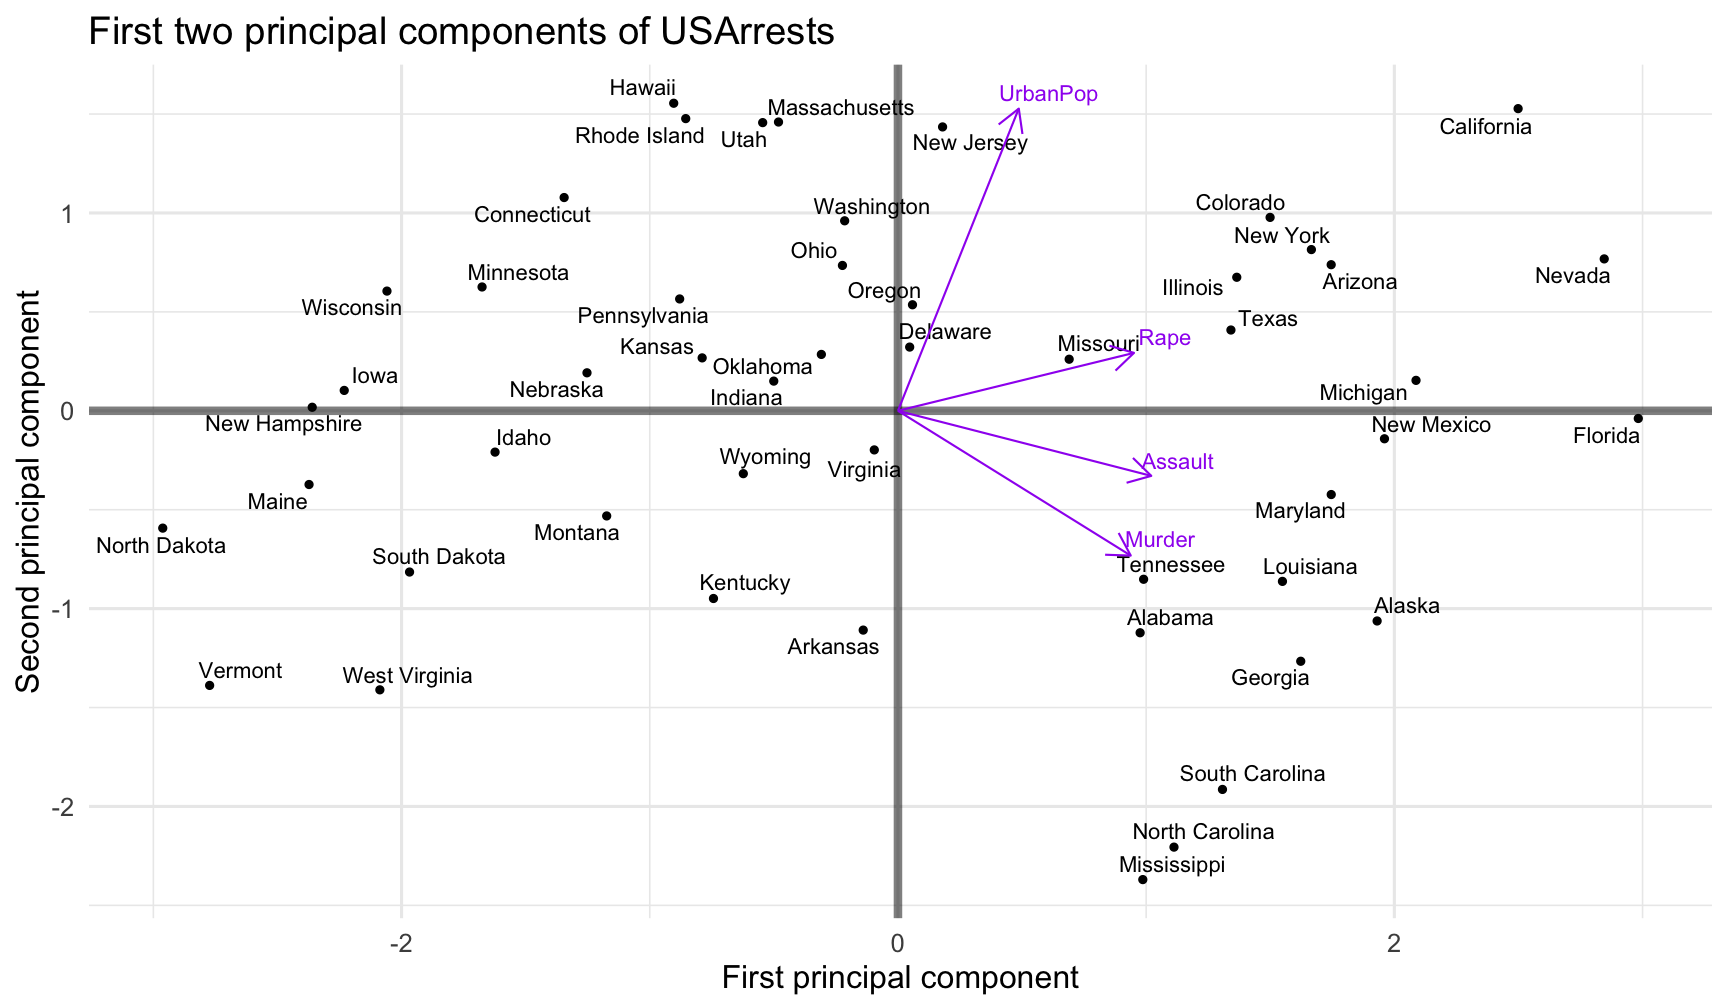 First two principal components of USArrests
Hawaii
UrbanPop
Massachusetts
California
Rhode Island
Utah
New Jersey
Colorado
Washington
Connecticut
New York
Ohio
Minnesota
Nevada
Arizona
Illinois
Oregon
Wisconsin
Pennsylvania
Texas
Delaware
Rape
Missouri
Kansas
Oklahoma
Iowa
Nebraska
Michigan
Indiana
New Hampshire
New Mexico
Idaho
Florida
Wyoming
Assault
Virginia
Maine
Maryland
Montana
Murder
North Dakota
South Dakota
Tennessee
Louisiana
Kentucky
Alaska
Alabama
Arkansas
Vermont
West Virginia
Georgia
South Carolina
North Carolina
Mississippi
1
0
-1
-2
Second principal component
-2
0
2
First principal component